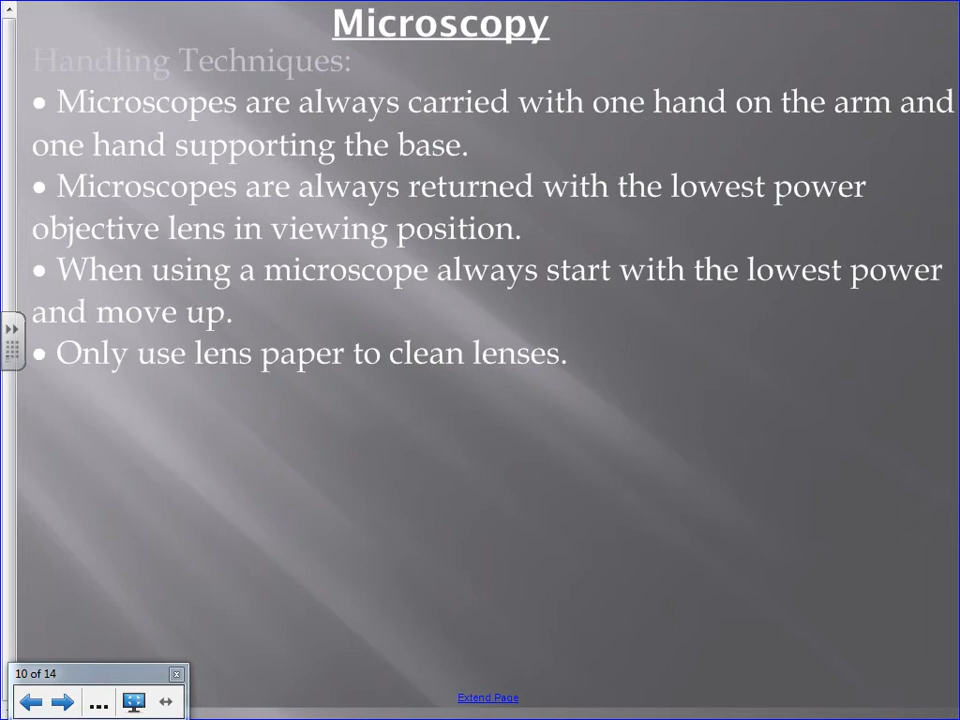 Microscopy
Handling Techniques:
• Microscopes are always carried with one hand on the arm and
one hand supporting the base.
• Microscopes are always returned with the lowest power
objective lens in viewing position.
• When using a microscope always start with the lowest power
and move up.
• Only use lens paper to clean lenses.
10 of 14
...
Extend Page